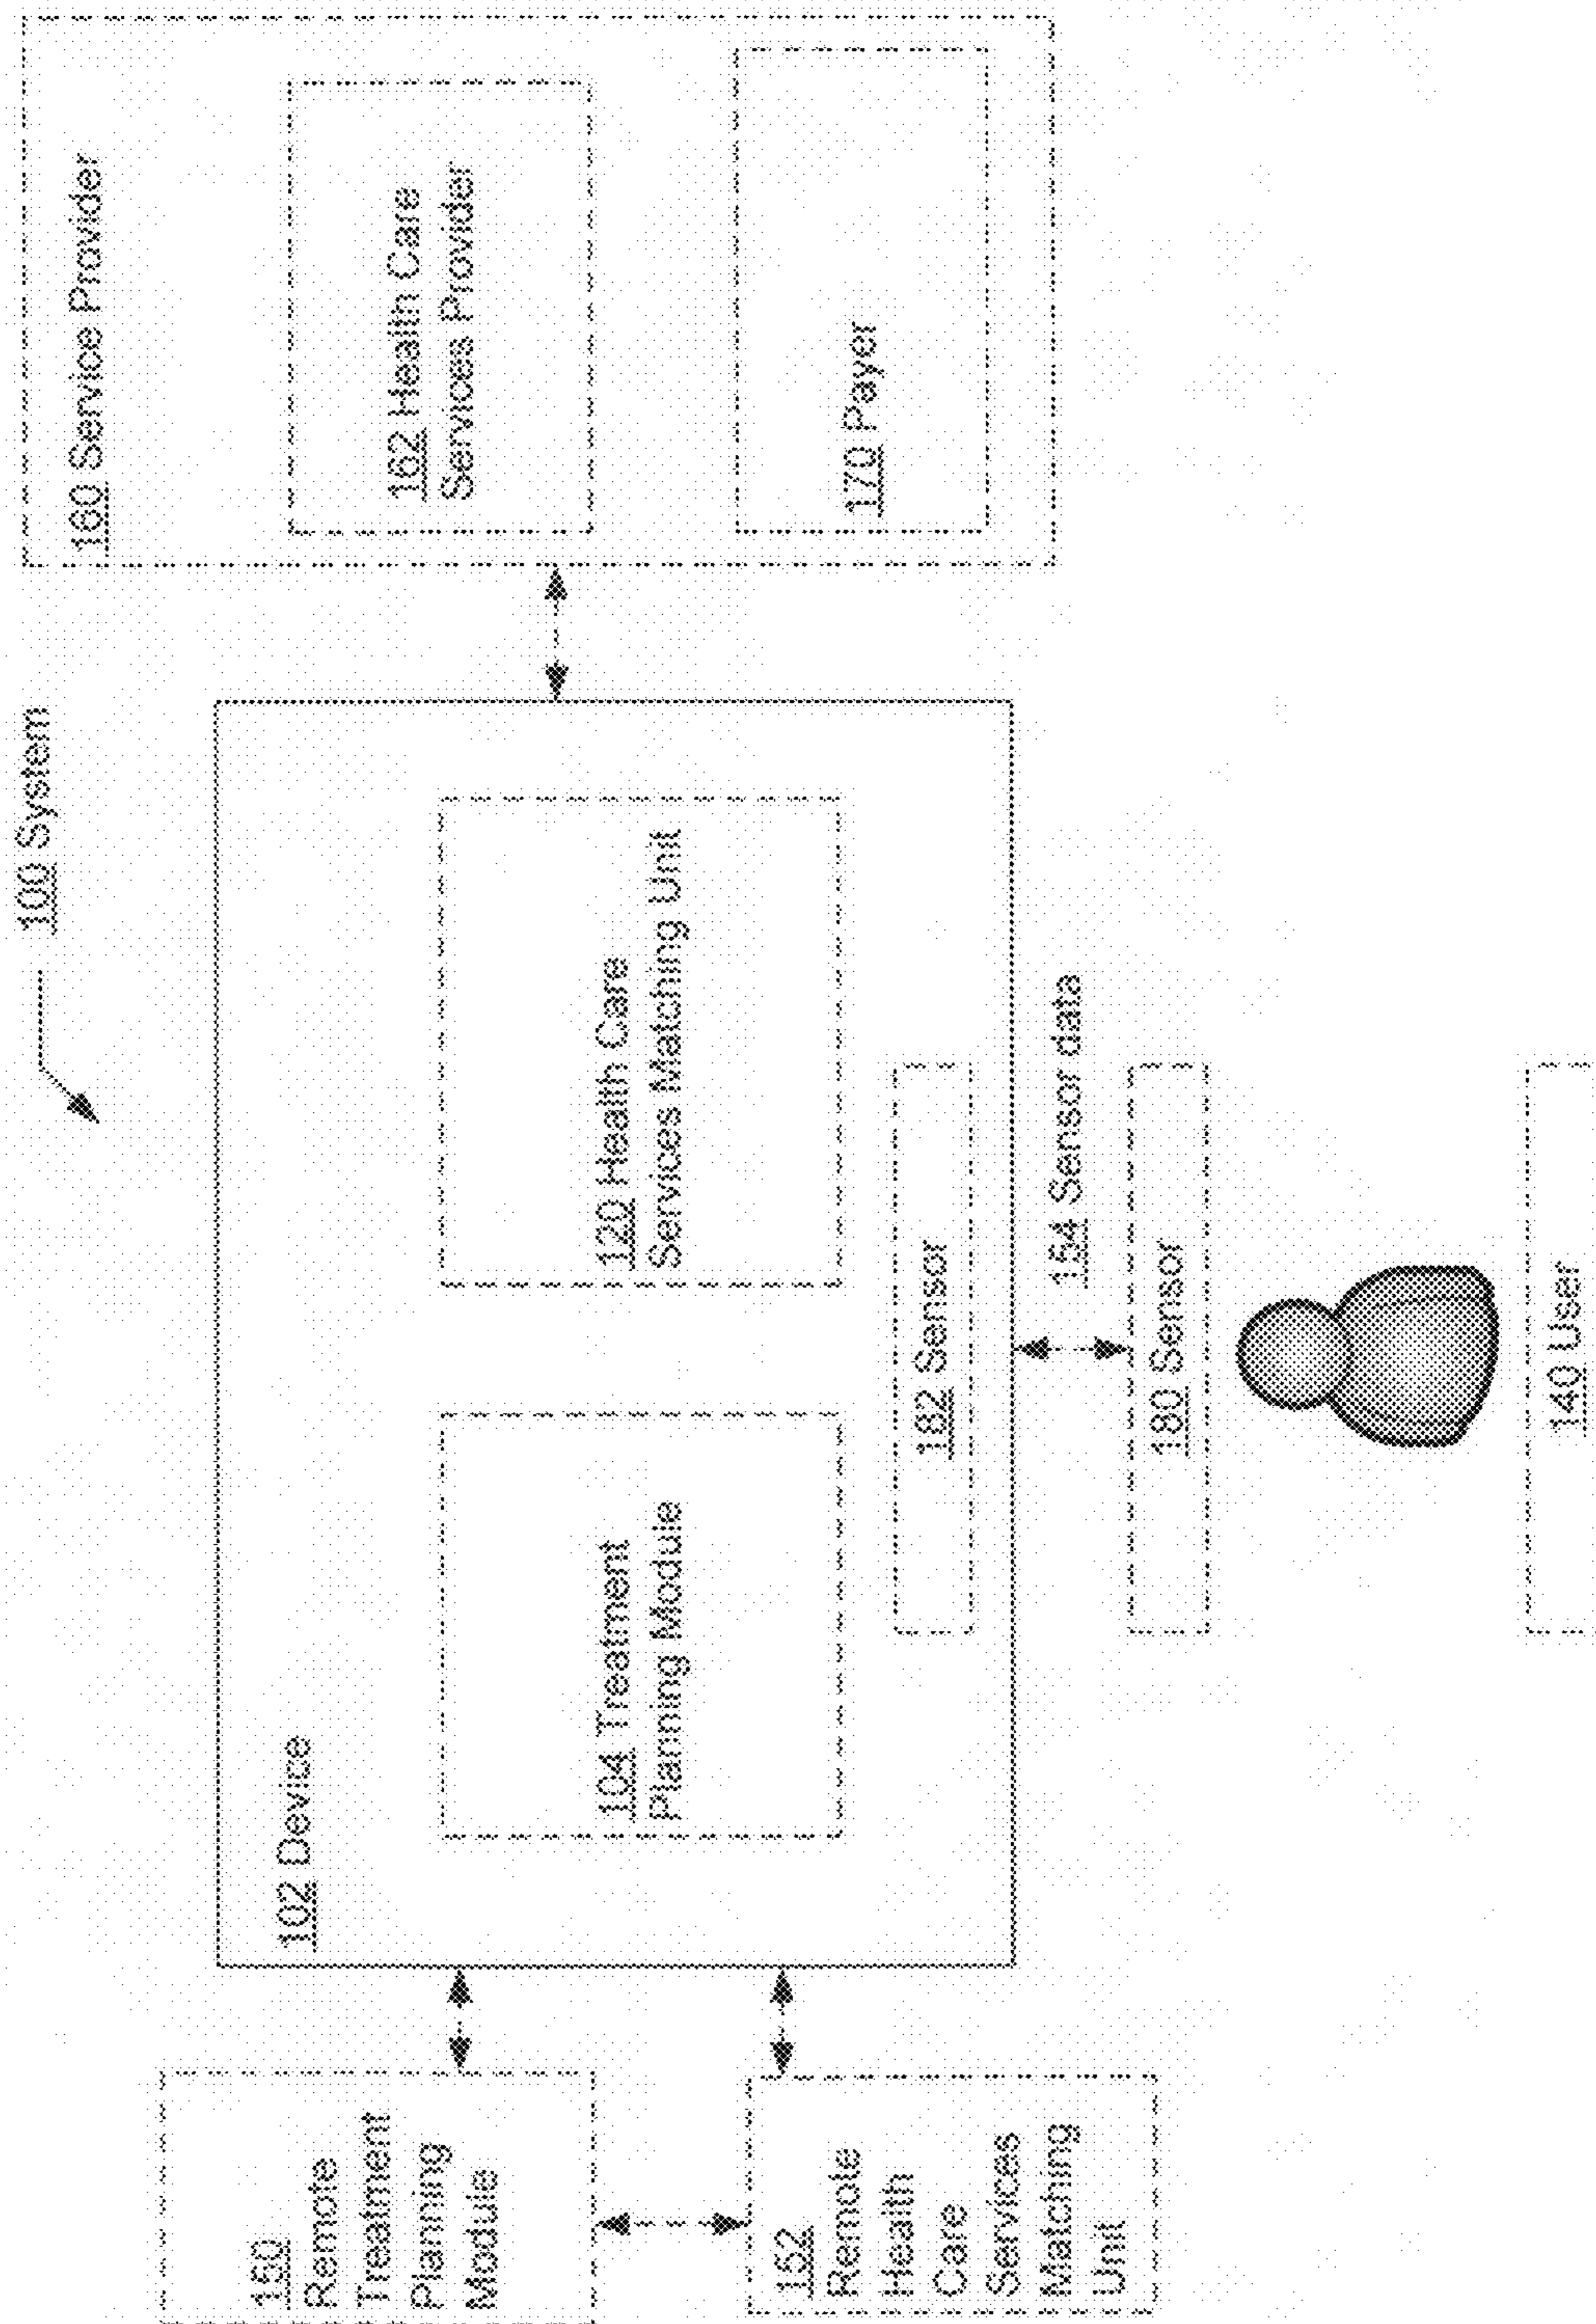 100 System
150
Remote
Treatment
Planning
Module
152
Remote
Health
Care
Services
Matching
Unit
102 Device
104 Treatment
Planning Module
120 Health Care
Services Matching Unit
182 Sensor
154 Sensor data
180 Sensor
140 User
160 Service Provider
162 Health Care
Services Provider
170 Payer